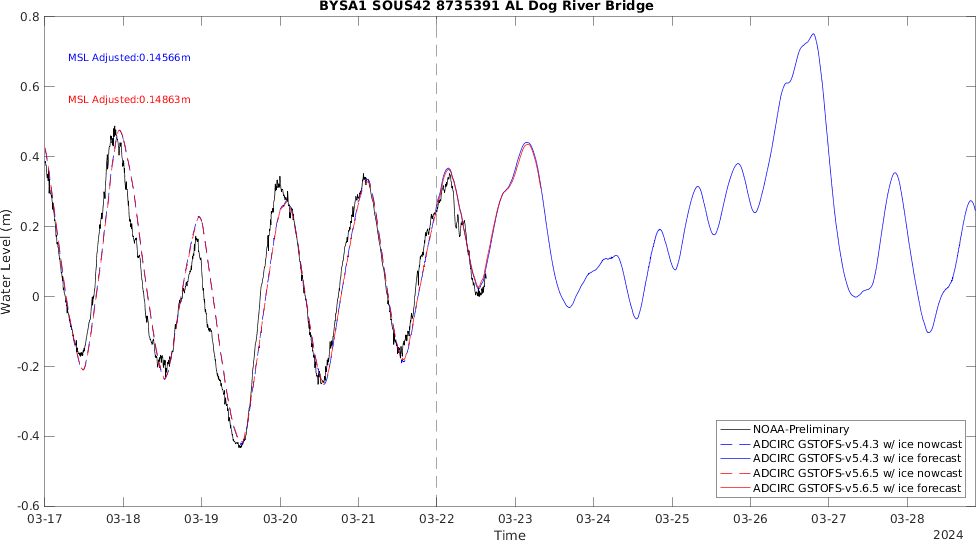 BYSA1 SOUS42 8735391 AL Dog River Bridge
MSL Adjusted:0.14566m
MSL Adjusted:0.14863m
Water Level (m)
0.8
0.6
0.4
0.2
0
-0.2
-0.4
-0.6
NOAA-Preliminary
ADCIRC GSTOFS-v5.4.3 w/ ice nowcast
ADCIRC GSTOFS-v5.4.3 w/ ice forecast
ADCIRC GSTOFS-v5.6.5 w/ ice nowcast
ADCIRC GSTOFS-v5.6.5 w/ ice forecast
03-17 03-18 03-19 03-20 03-21 03-22 03-23 03-24 03-25 03-26 03-27 03-28
Time
2024